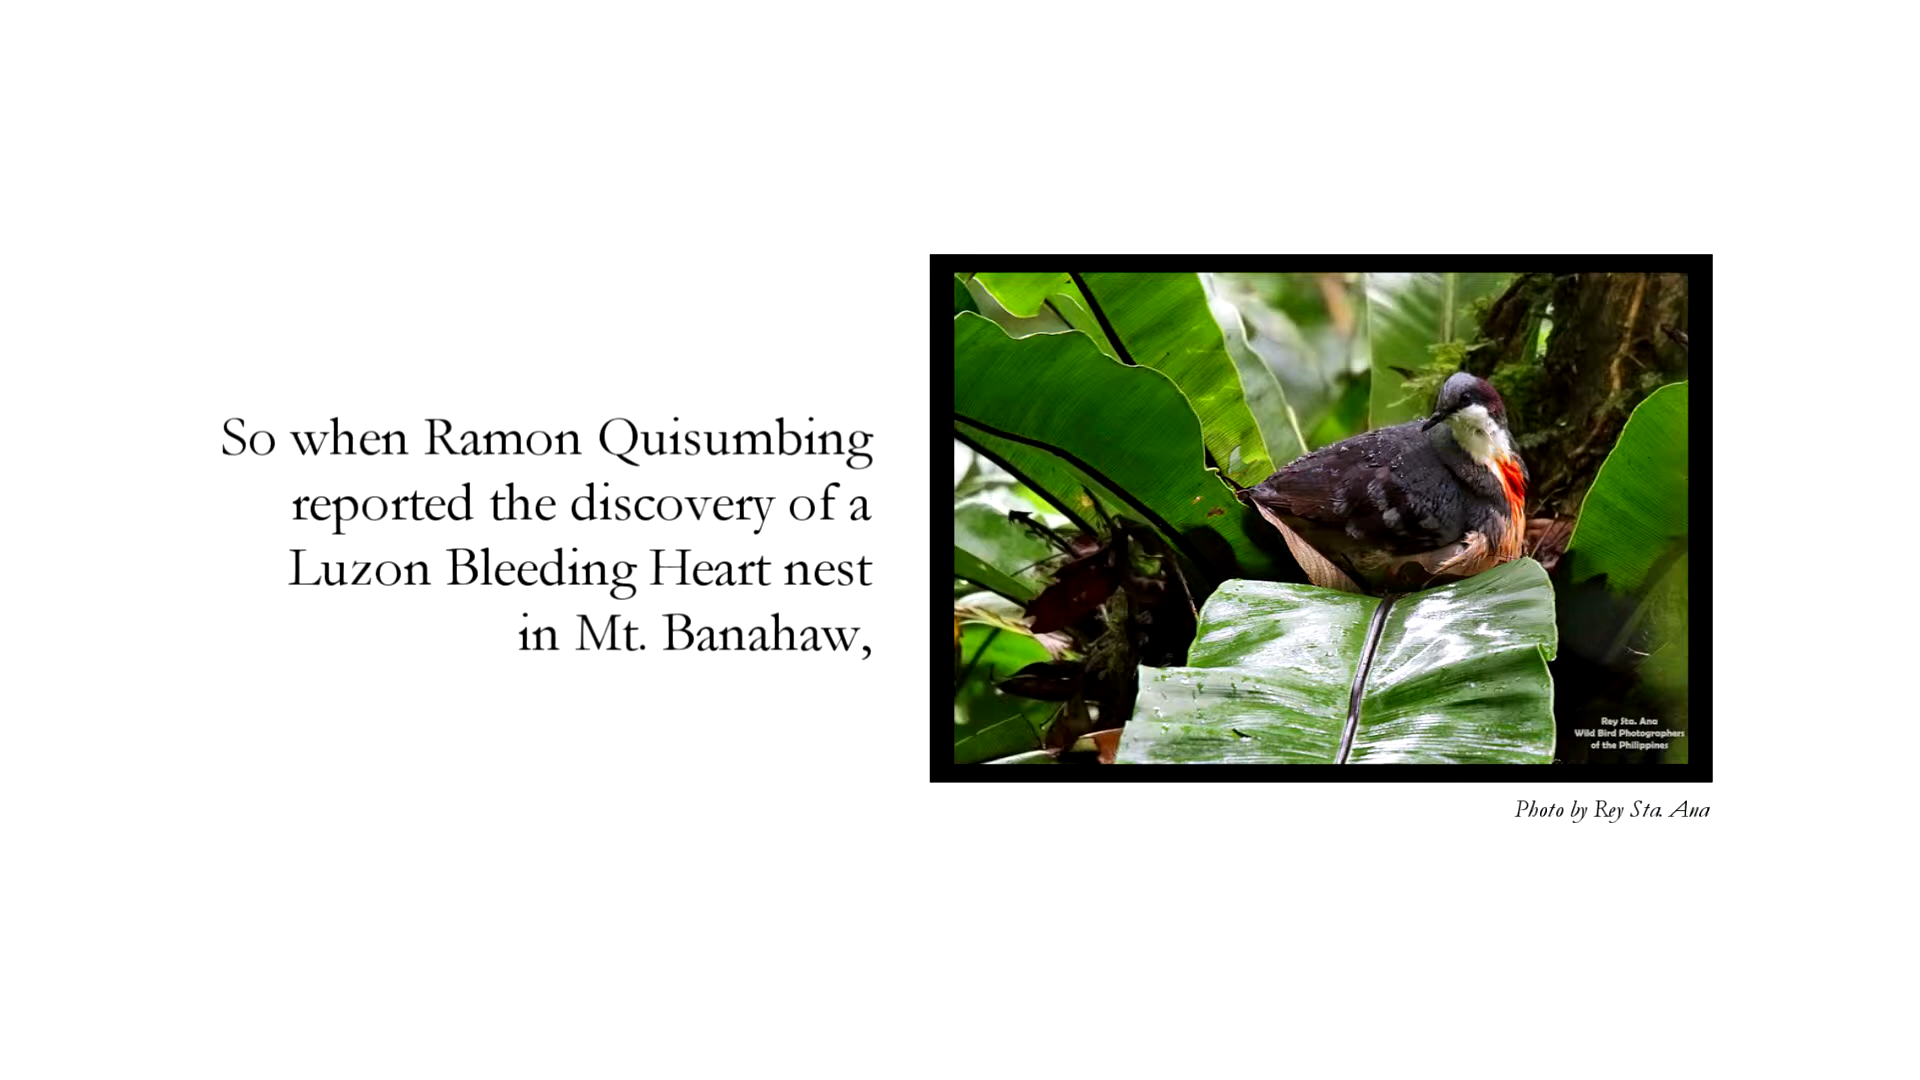 So when Ramon Quisumbing
reported the discovery of a
Luzon Bleeding Heart nest
in Mt. Banahaw,
Rey Sta. Ana
Wild Bird Photographers
of the Philippines
Photo by Rey Sta. Ana